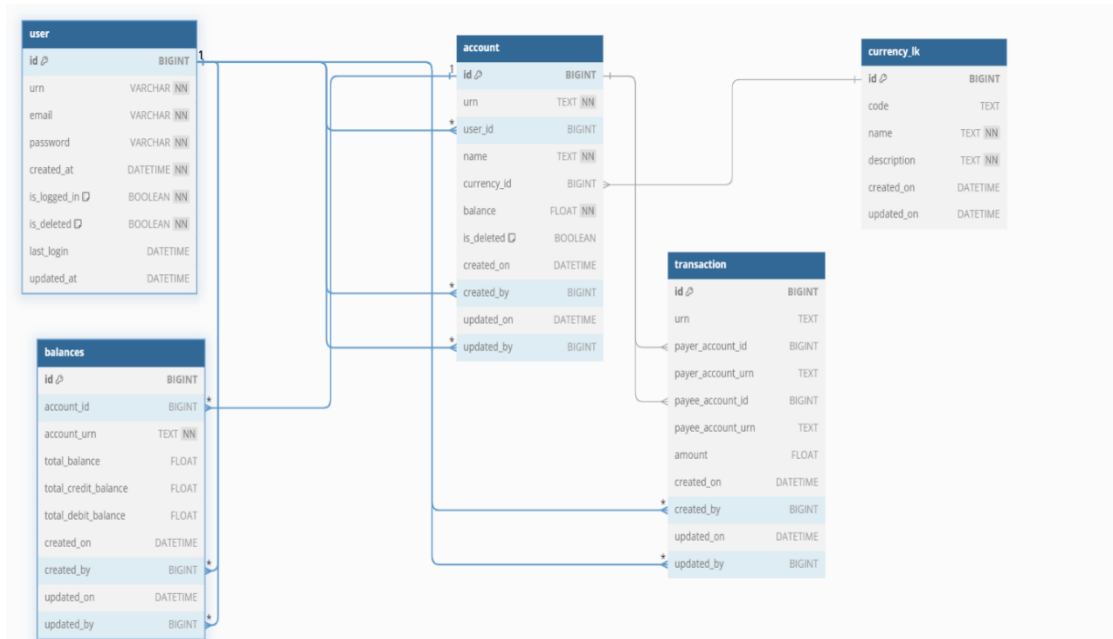 user
id BIGINT
urn VARCHAR NN
email VARCHAR NN
password VARCHAR NN
created_at DATETIME NN
is_logged_in BOOLEAN NN
is_deleted BOOLEAN NN
last_login DATETIME
updated_at DATETIME
1
balances
id BIGINT
account_id BIGINT *
account_urn TEXT NN
total_balance FLOAT
total_credit_balance FLOAT
total_debit_balance FLOAT
created_on DATETIME
created_by BIGINT *
updated_on DATETIME
updated_by BIGINT *
account
1 id BIGINT
urn TEXT NN
* user_id BIGINT
name TEXT NN
currency_id BIGINT
balance FLOAT NN
is_deleted BOOLEAN
created_on DATETIME
* created_by BIGINT
updated_on DATETIME
* updated_by BIGINT
transaction
id BIGINT
urn TEXT
payer_account_id BIGINT
payer_account_urn TEXT
payee_account_id BIGINT
payee_account_urn TEXT
amount FLOAT
created_on DATETIME
* created_by BIGINT
updated_on DATETIME
* updated_by BIGINT
currency_lk
id BIGINT
code TEXT
name TEXT NN
description TEXT NN
created_on DATETIME
updated_on DATETIME